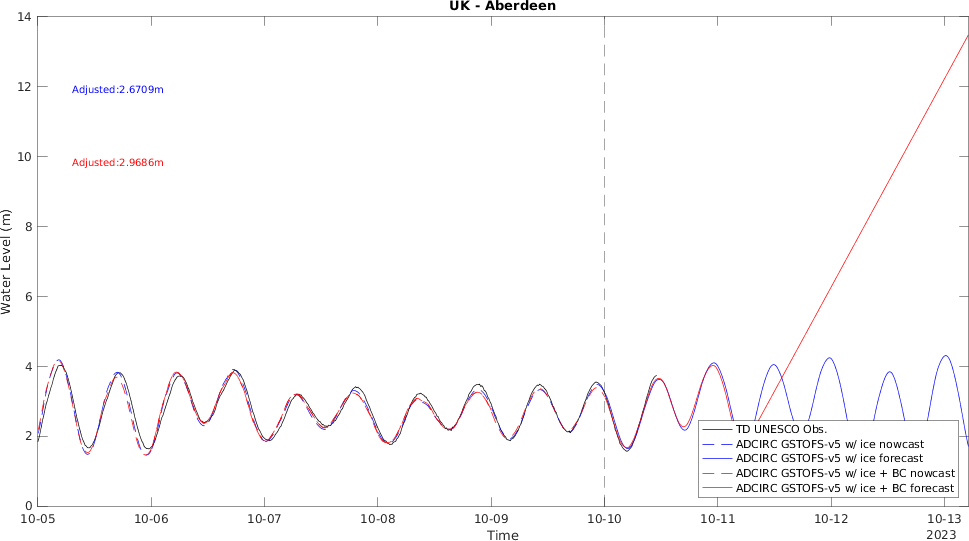 UK - Aberdeen
14
12
10
8
6
4
2
0
Water Level (m)
Adjusted:2.6709m
Adjusted:2.9686m
TD UNESCO Obs.
ADCIRC GSTOFS-v5 w/ ice nowcast
ADCIRC GSTOFS-v5 w/ ice forecast
ADCIRC GSTOFS-v5 w/ ice + BC nowcast
ADCIRC GSTOFS-v5 w/ ice + BC forecast
10-05 10-06 10-07 10-08 10-09 10-10 10-11 10-12 10-13
Time 2023